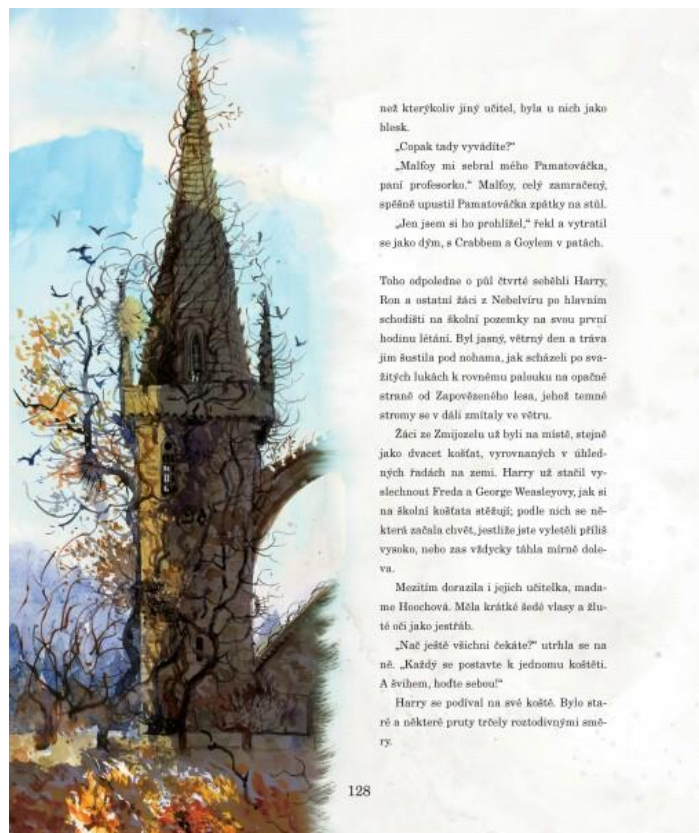 než kterýkoliv jiný učitel, byla u nich jako
blesk.
„Copak tady vyvádíte?“
„Malfoy mi sebral mého Pamatováčka,
paní profesorko.“ Malfoy, celý zamračený,
spěšně upustil Pamatováčka zpátky na stůl.
„Jen jsem si ho prohlížel,“ řekl a vytratil
se jako dým, s Crabbem a Goylem v patách.
Toho odpoledne o půl čtvrté seběhli Harry,
Ron a ostatní žáci z Nebelvíru po hlavním
schodišti na školní pozemky na svou první
hodinu létání. Byl jasný, větrný den a tráva
jim šustila pod nohama, jak scházeli po sva-
žitých lukách k rovnému palouku na opačné
straně od Zapovězeného lesa, jehož temné
stromy se v dáli zmítaly ve větru.
Žáci ze Zmijozelu už byli na místě, stejně
jako dvacet košťat, vyrovnaných v úhled-
ných řadách na zemi. Harry už stačil vy-
slechnout Freda a George Weasleyovy, jak si
na školní košťata stěžují; podle nich se ně-
která začala chvět, jestliže jste vyletěli příliš
vysoko, nebo zas vždycky táhla mírně dole-
va.
Mezitím dorazila i jejich učitelka, mada-
me Hoochová. Měla krátké šedé vlasy a žlu-
té oči jako jestřáb.
„Nač ještě všichni čekáte?“ utrhla se na
ně. „Každý se postavte k jednomu koštěti.
A švihem, hoďte sebou!“
Harry se podíval na své koště. Bylo sta-
ré a některé pruty trčely roztodivnými smě-
ry.
128